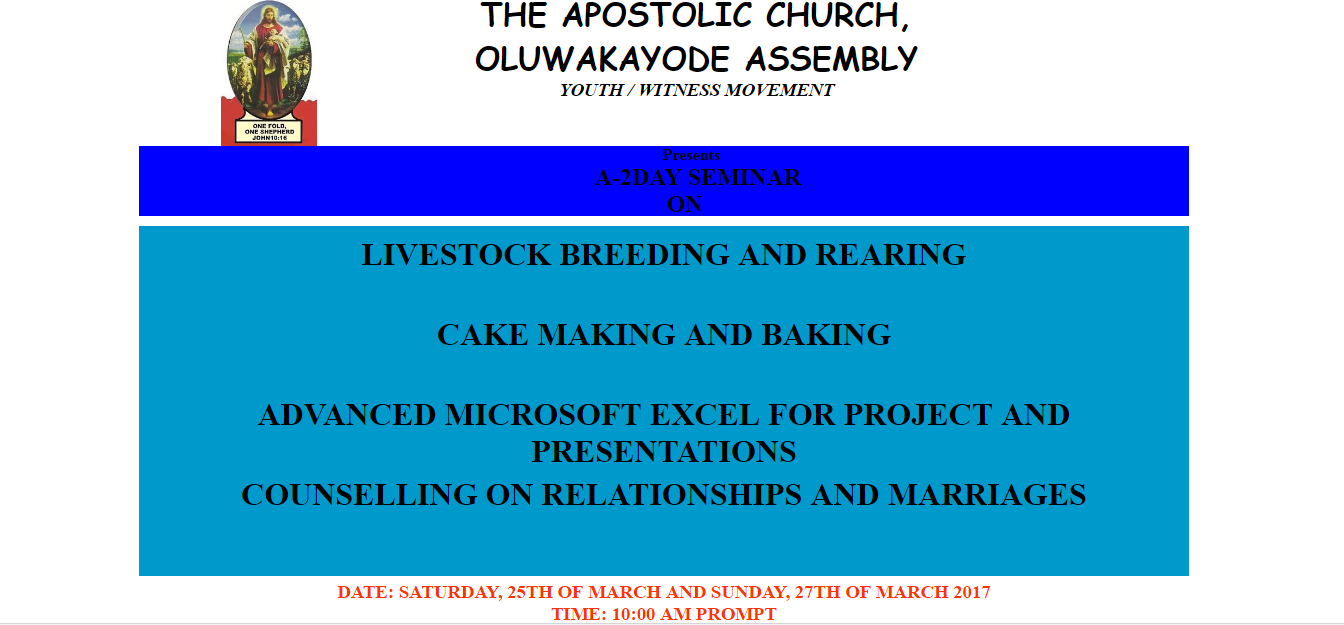 THE APOSTOLIC CHURCH,
OLUWAKAYODE ASSEMBLY
YOUTH / WITNESS MOVEMENT
ONE FOLD,
ONE SHEPHERD
JOHN10:16
Presents
A-2DAY SEMINAR
ON
LIVESTOCK BREEDING AND REARING
CAKE MAKING AND BAKING
ADVANCED MICROSOFT EXCEL FOR PROJECT AND
PRESENTATIONS
COUNSELLING ON RELATIONSHIPS AND MARRIAGES
DATE: SATURDAY, 25TH OF MARCH AND SUNDAY, 27TH OF MARCH 2017
TIME: 10:00 AM PROMPT